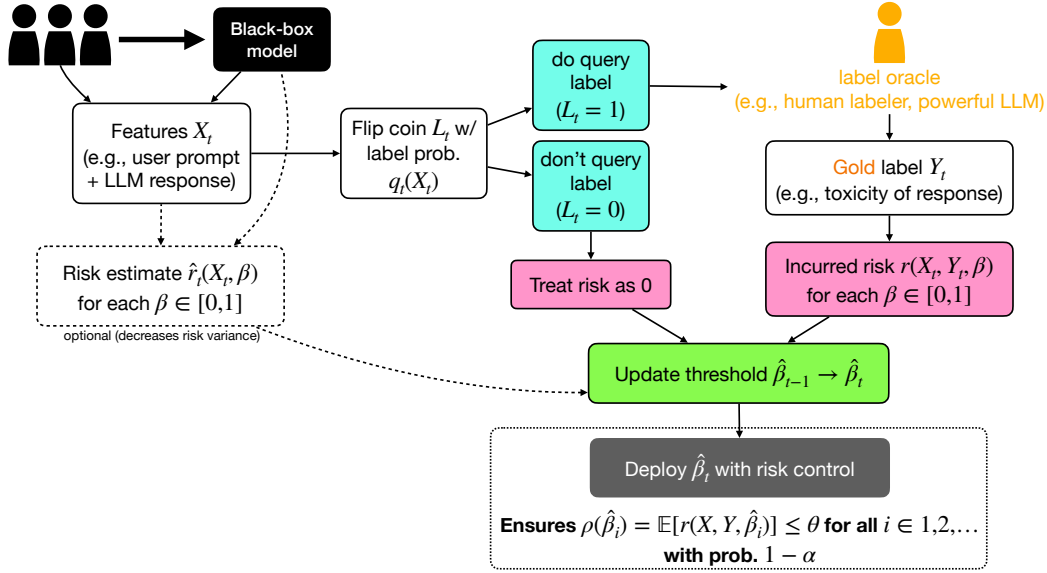 Black-box
model
Features X_t
(e.g., user prompt
+ LLM response)
Flip coin L_t w/
label prob.
q_t(X_t)
do query
label
(L_t = 1)
don't query
label
(L_t = 0)
label oracle
(e.g., human labeler, powerful LLM)
Gold label Y_t
(e.g., toxicity of response)
Risk estimate r̂_t(X_t, β)
for each β ∈ [0,1]
optional (decreases risk variance)
Treat risk as 0
Incurred risk r(X_t, Y_t, β)
for each β ∈ [0,1]
Update threshold β̂_{t−1} → β̂_t
Deploy β̂_t with risk control
Ensures ρ(β̂_i) = 𝔼[r(X, Y, β̂_i)] ≤ θ for all i ∈ 1,2,…
with prob. 1 − α